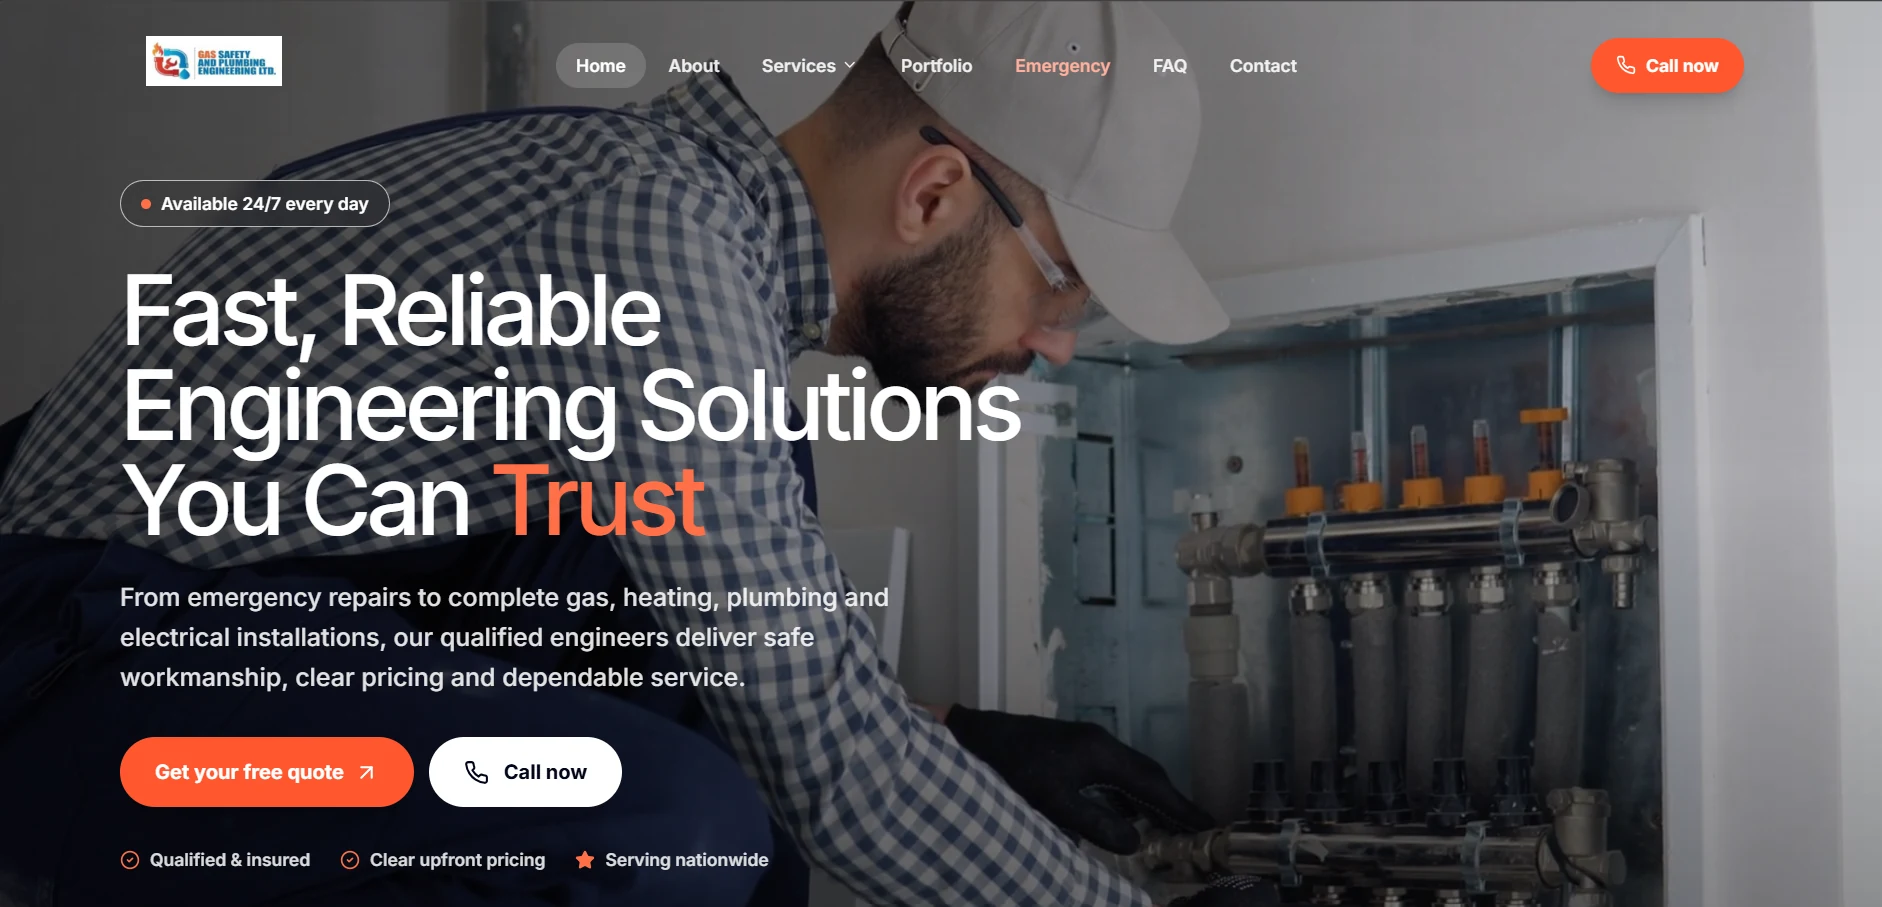 GAS SAFETY
AND PLUMBING
ENGINEERING LTD.
Home About Services Portfolio Emergency FAQ Contact
Call now
Available 24/7 every day
Fast, Reliable
Engineering Solutions
You Can Trust
From emergency repairs to complete gas, heating, plumbing and
electrical installations, our qualified engineers deliver safe
workmanship, clear pricing and dependable service.
Get your free quote Call now
Qualified & insured Clear upfront pricing Serving nationwide